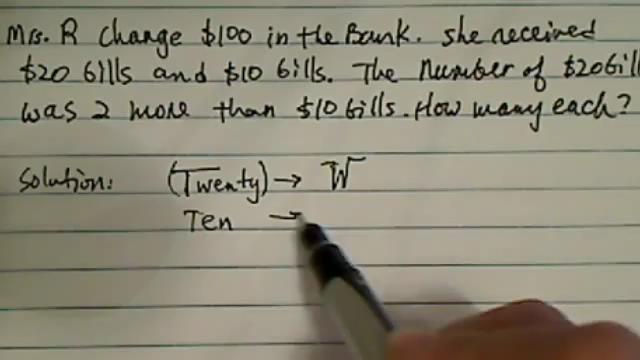 Mrs. R Change $100 in the Bank. She received
$20 bills and $10 bills. The Number of $20 bill
was 2 more than $10 bills. How many each?
Solution: (Twenty) → W
Ten →